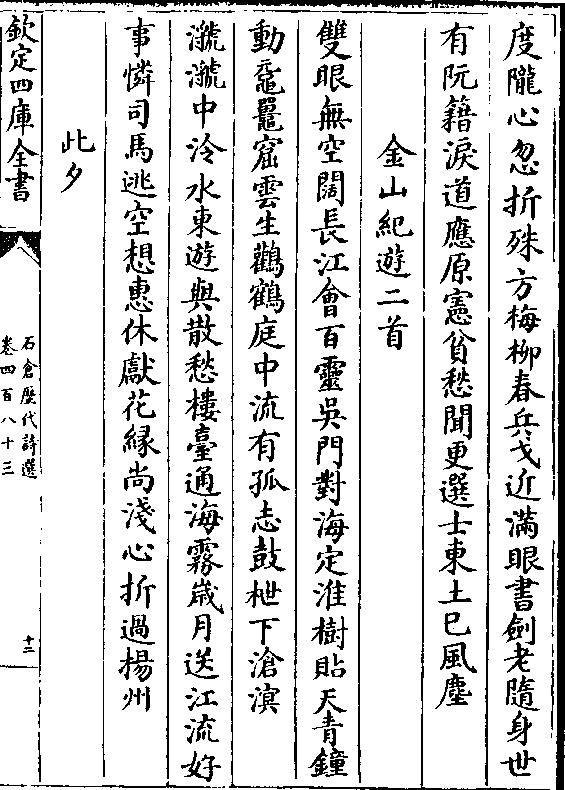 度隴心忽折殊方梅柳春兵戈近滿眼書劍老隨身世
有阮籍淚道應原憲貧愁聞更選士東土已風塵
金山紀遊二首
雙眼無空闊長江會百靈吳門對海定淮樹貼天青鐘
動黿鼉窟雲生鸛鶴庭中流有孤志鼓枻下滄溟
瀧瀧中泠水東遊與散愁樓臺通海霧歳月送江流好
事憐司馬逃空想惠休獻花縁尚淺心折過揚州
此夕
欽定四庫全書
石倉歴代詩選
卷四百八十三
十二